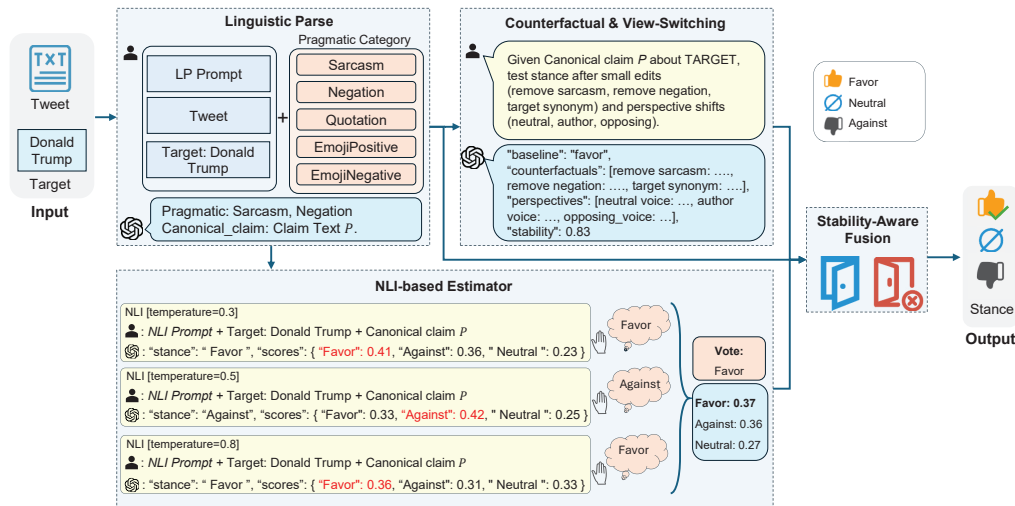 TXT
Tweet
Donald
Trump
Target
Input
Linguistic Parse
LP Prompt
Tweet
Target: Donald
Trump
+
Pragmatic Category
Sarcasm
Negation
Quotation
EmojiPositive
EmojiNegative
Pragmatic: Sarcasm, Negation
Canonical_claim: Claim Text P.
Counterfactual & View-Switching
Given Canonical claim P about TARGET,
test stance after small edits
(remove sarcasm, remove negation,
target synonym) and perspective shifts
(neutral, author, opposing).
"baseline": "favor",
"counterfactuals": [remove sarcasm: ....,
remove negation: ...., target synonym: ....],
"perspectives": [neutral voice: ..., author
voice: ..., opposing_voice: ...],
"stability": 0.83
NLI-based Estimator
NLI [temperature=0.3]
: NLI Prompt + Target: Donald Trump + Canonical claim P
: “stance”: “ Favor ”, “scores”: { “Favor": 0.41, “Against": 0.36, " Neutral ": 0.23 }
Favor
NLI [temperature=0.5]
: NLI Prompt + Target: Donald Trump + Canonical claim P
: “stance”: “Against”, “scores”: { “Favor": 0.33, “Against": 0.42, " Neutral ": 0.25 }
Against
NLI [temperature=0.8]
: NLI Prompt + Target: Donald Trump + Canonical claim P
: “stance”: “ Favor ”, “scores”: { “Favor": 0.36, “Against": 0.31, " Neutral ": 0.33 }
Favor
Vote:
Favor
Favor: 0.37
Against: 0.36
Neutral: 0.27
Favor
Neutral
Against
Stability-Aware
Fusion
Stance
Output